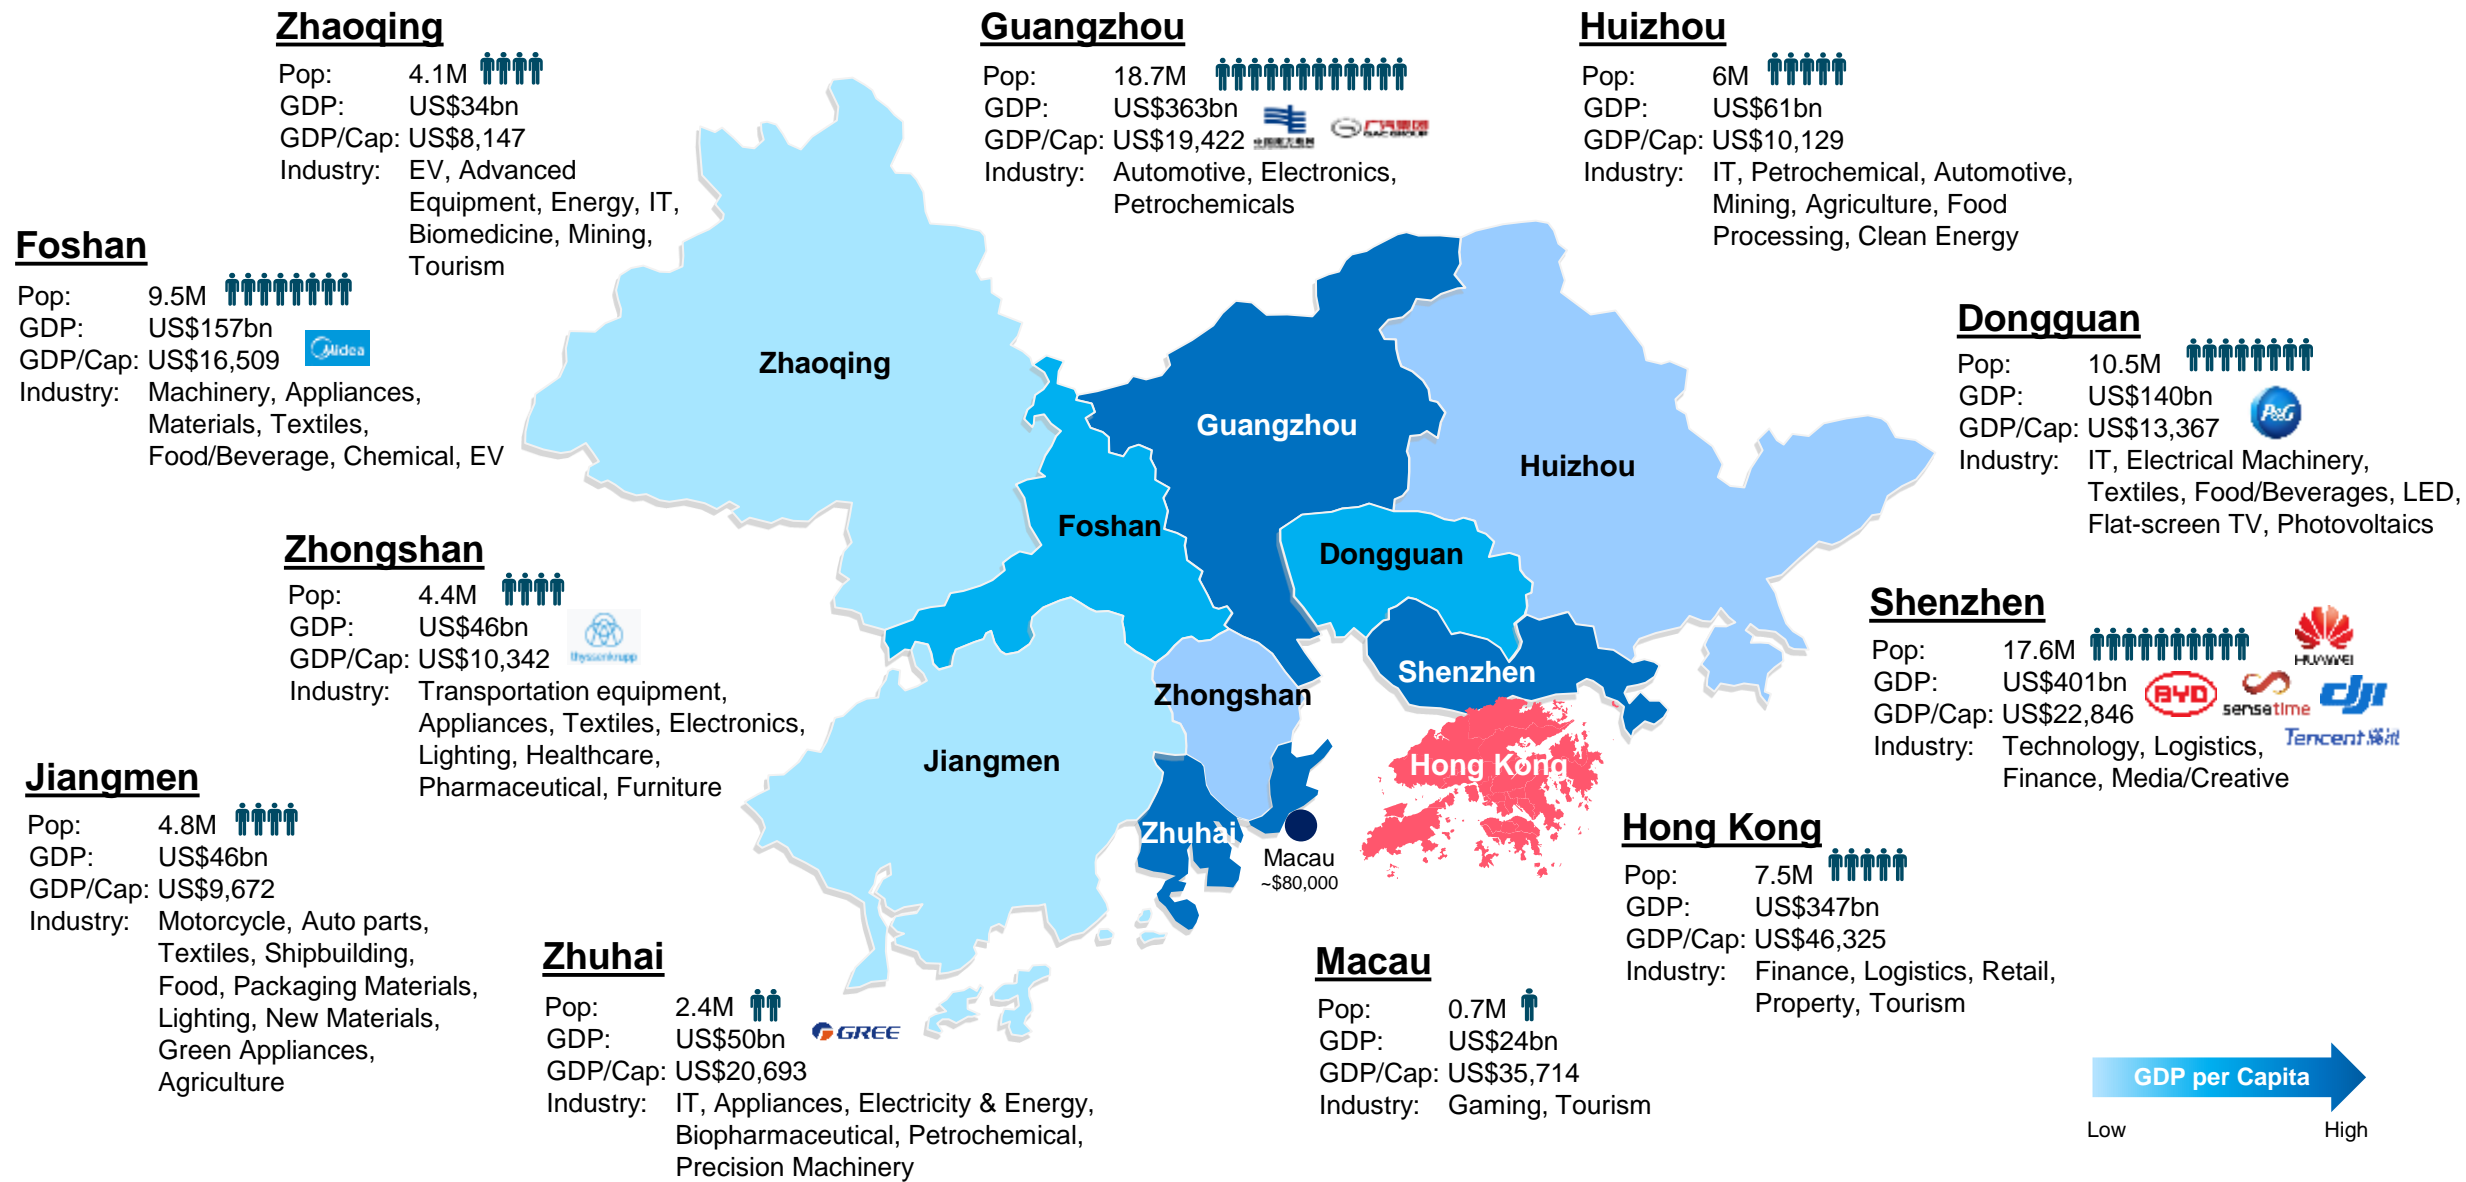 Zhaoqing
Pop: 4.1M
GDP: US$34bn
GDP/Cap: US$8,147
Industry: EV, Advanced
Equipment, Energy, IT,
Biomedicine, Mining,
Tourism
Guangzhou
Pop: 18.7M
GDP: US$363bn
GDP/Cap: US$19,422
Industry: Automotive, Electronics,
Petrochemicals
广汽集团
GAC GROUP
Huizhou
Pop: 6M
GDP: US$61bn
GDP/Cap: US$10,129
Industry: IT, Petrochemical, Automotive,
Mining, Agriculture, Food
Processing, Clean Energy
Foshan
Pop: 9.5M
GDP: US$157bn
GDP/Cap: US$16,509
Industry: Machinery, Appliances,
Materials, Textiles,
Food/Beverage, Chemical, EV
Midea
Dongguan
Pop: 10.5M
GDP: US$140bn
GDP/Cap: US$13,367
Industry: IT, Electrical Machinery,
Textiles, Food/Beverages, LED,
Flat-screen TV, Photovoltaics
P&G
Zhongshan
Pop: 4.4M
GDP: US$46bn
GDP/Cap: US$10,342
Industry: Transportation equipment,
Appliances, Textiles, Electronics,
Lighting, Healthcare,
Pharmaceutical, Furniture
thyssenkrupp
Shenzhen
Pop: 17.6M
GDP: US$401bn
GDP/Cap: US$22,846
Industry: Technology, Logistics,
Finance, Media/Creative
HUAWEI
BYD
sensetime
dji
Tencent 腾讯
Jiangmen
Pop: 4.8M
GDP: US$46bn
GDP/Cap: US$9,672
Industry: Motorcycle, Auto parts,
Textiles, Shipbuilding,
Food, Packaging Materials,
Lighting, New Materials,
Green Appliances,
Agriculture
Zhuhai
Pop: 2.4M
GDP: US$50bn
GDP/Cap: US$20,693
Industry: IT, Appliances, Electricity & Energy,
Biopharmaceutical, Petrochemical,
Precision Machinery
GREE
Macau
Pop: 0.7M
GDP: US$24bn
GDP/Cap: US$35,714
Industry: Gaming, Tourism
Hong Kong
Pop: 7.5M
GDP: US$347bn
GDP/Cap: US$46,325
Industry: Finance, Logistics, Retail,
Property, Tourism
Zhaoqing
Guangzhou
Huizhou
Foshan
Dongguan
Shenzhen
Zhongshan
Jiangmen
Hong Kong
Zhuhai
Macau
~$80,000
GDP per Capita
Low
High